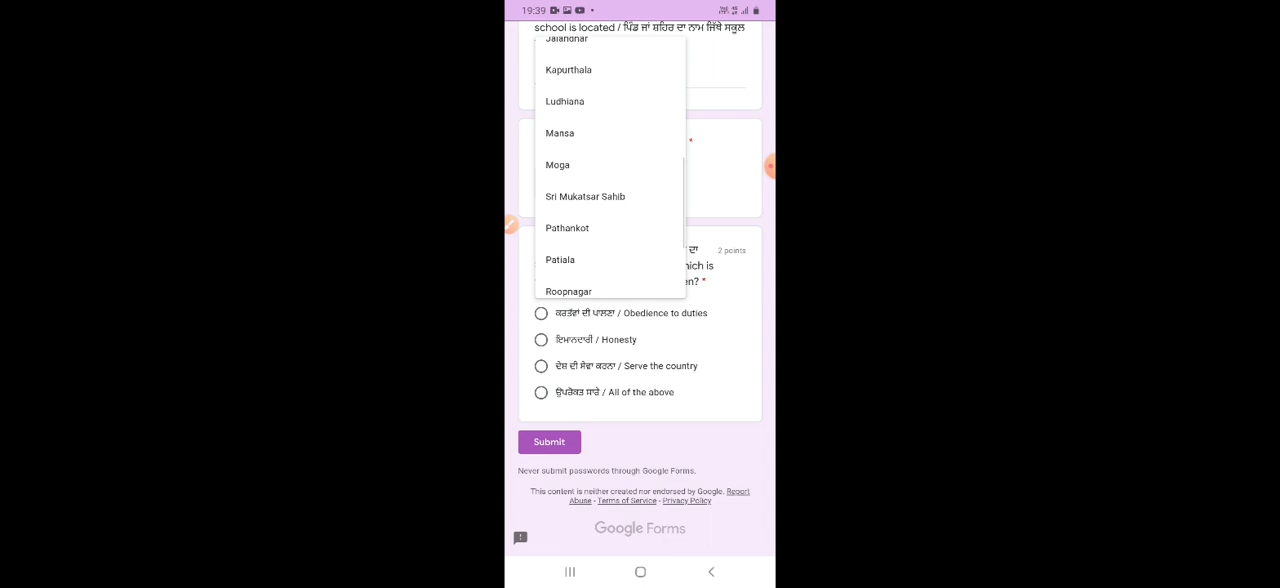 19:39
school is located / ਪਿੰਡ ਜਾਂ ਸ਼ਹਿਰ ਦਾ ਨਾਮ ਜਿੱਥੇ ਸਕੂਲ
Jalandhar
Kapurthala
Ludhiana
*
Mansa
Moga
Sri Mukatsar Sahib
Pathankot
ਦਾ 2 points
hich is
Patiala
en? *
Roopnagar
ਕਰਤੱਵਾਂ ਦੀ ਪਾਲਣਾ / Obedience to duties
ਇਮਾਨਦਾਰੀ / Honesty
ਦੇਸ਼ ਦੀ ਸੇਵਾ ਕਰਨਾ / Serve the country
ਉਪਰੋਕਤ ਸਾਰੇ / All of the above
Submit
Never submit passwords through Google Forms.
This content is neither created nor endorsed by Google. Report
Abuse - Terms of Service - Privacy Policy
Google Forms